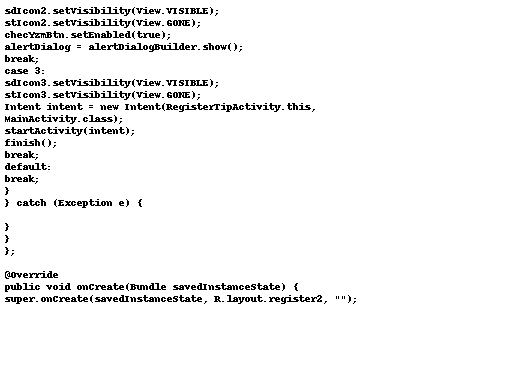 sdIcon2.setVisibility(View.VISIBLE);
stIcon2.setVisibility(View.GONE);
checYzmBtn.setEnabled(true);
alertDialog = alertDialogBuilder.show();
break;
case 3:
sdIcon3.setVisibility(View.VISIBLE);
stIcon3.setVisibility(View.GONE);
Intent intent = new Intent(RegisterTipActivity.this,
MainActivity.class);
startActivity(intent);
finish();
break;
default:
break;
}
} catch (Exception e) {
}
}
};
@Override
public void onCreate(Bundle savedInstanceState) {
super.onCreate(savedInstanceState, R.layout.register2, "");